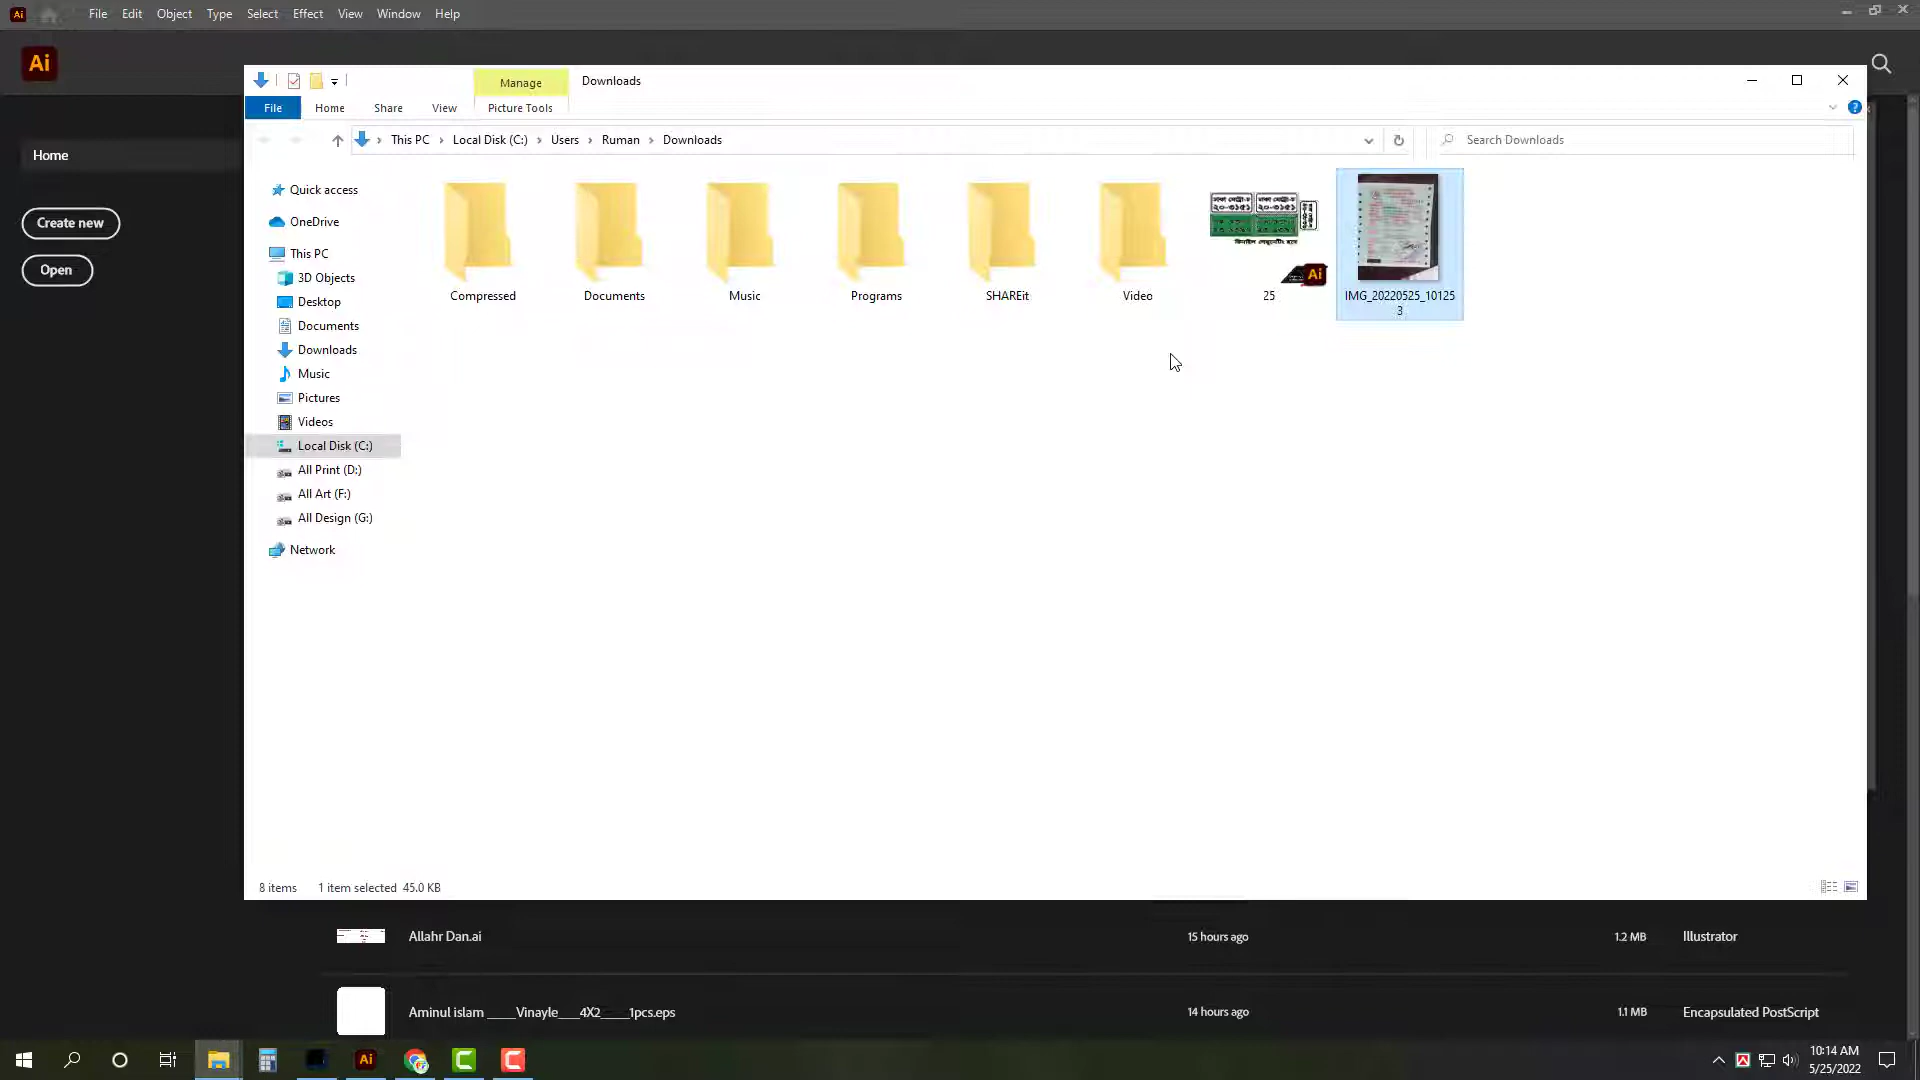 Ai File Edit Object Type Select Effect View Window Help
Ai
Manage Downloads
File Home Share View Picture Tools
This PC Local Disk (C:) Users Ruman Downloads Search Downloads
Home
Create new
Open
Quick access
OneDrive
This PC
3D Objects
Desktop
Documents
Downloads
Music
Pictures
Videos
Local Disk (C:)
All Print (D:)
All Art (F:)
All Design (G:)
Network
ঢাকা মেট্রো-ট ঢাকা মেট্রো-ট
Ai
Compressed Documents Music Programs SHAREit Video 25 IMG_20220525_10125
3
8 items 1 item selected 45.0 KB
Allahr Dan.ai 15 hours ago 1.2 MB Illustrator
Aminul islam ____Vinayle___4X2____1pcs.eps 14 hours ago 1.1 MB Encapsulated PostScript
Ai
10:14 AM
5/25/2022